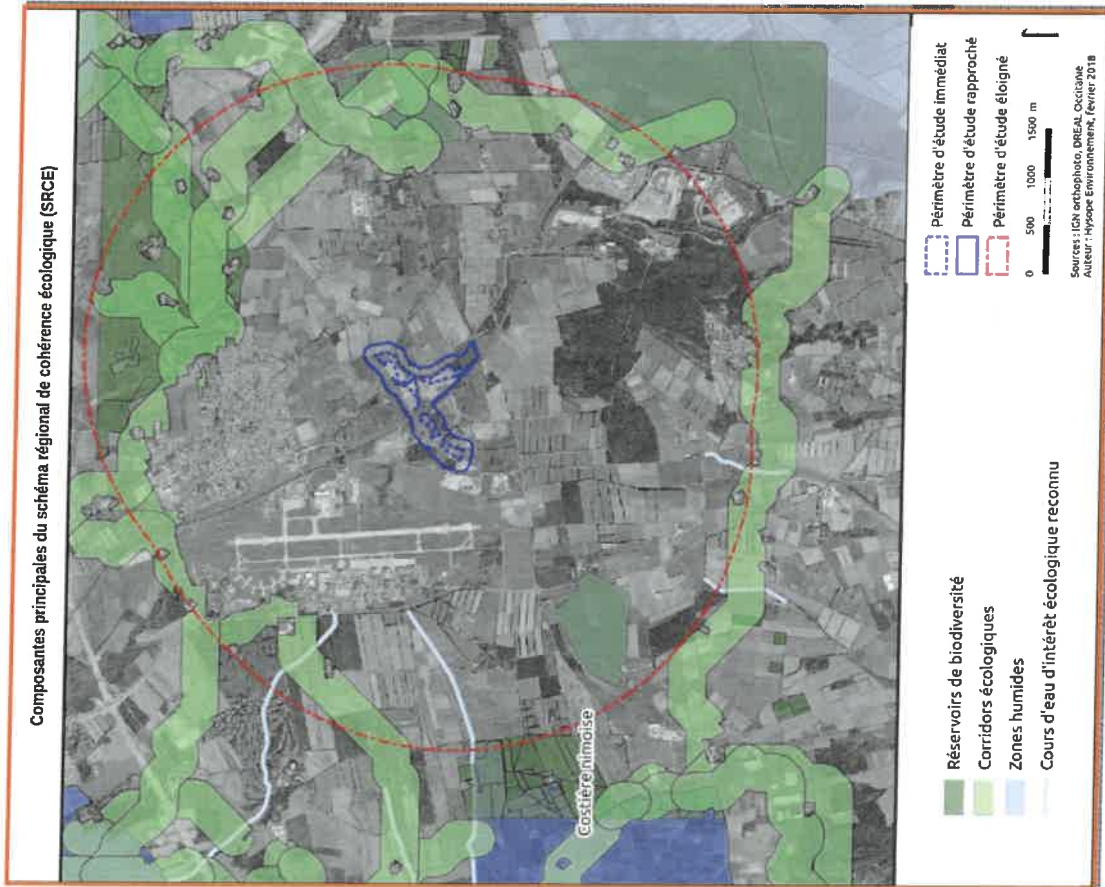 Composantes principales du schéma régional de cohérence écologique (SRCE)
Costière nimoise
Réservoirs de biodiversité
Corridors écologiques
Zones humides
Cours d'eau d'intérêt écologique reconnu
Périmètre d'étude immédiat
Périmètre d'étude rapproché
Périmètre d'étude éloigné
0 500 1000 1500 m
Sources : IGN orthophoto, DREAL Occitanie
Auteur : Hysope Environnement, février 2018